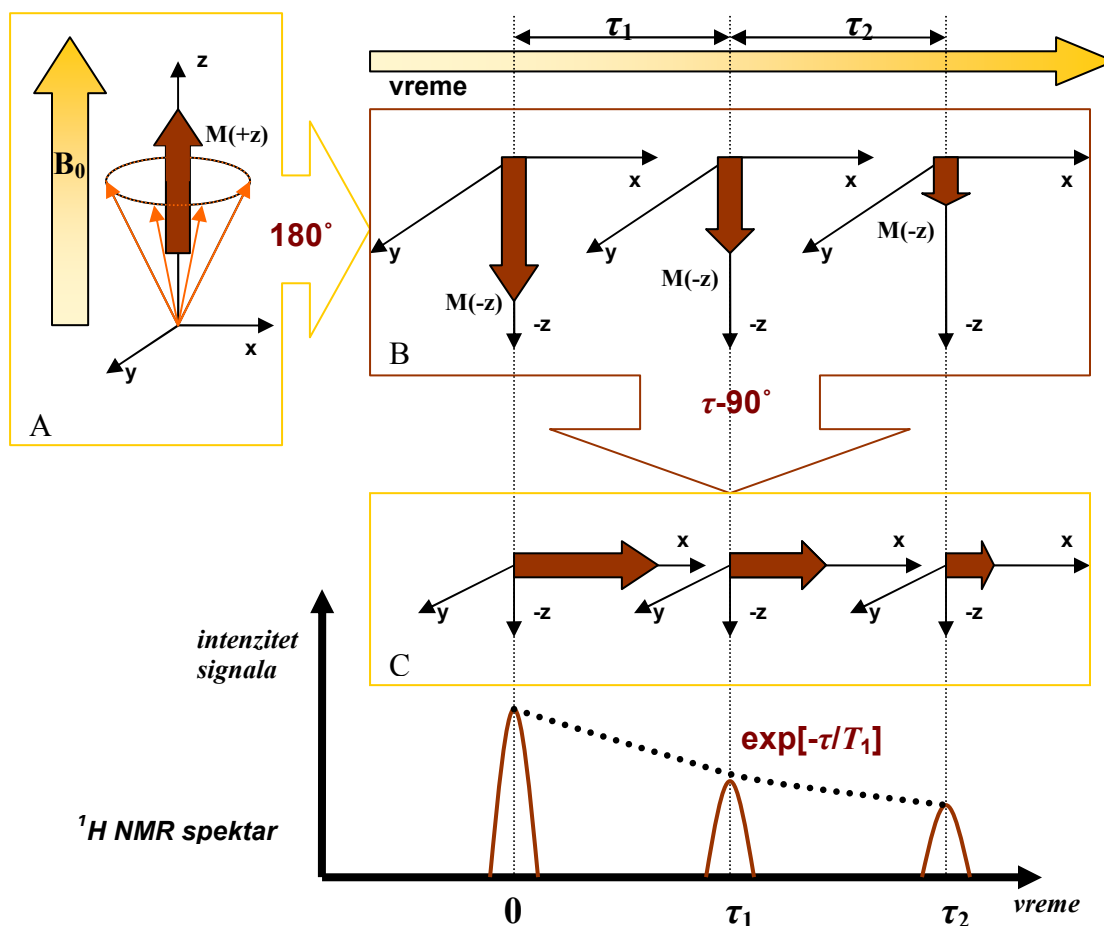 τ₁
τ₂
vreme
B₀
z
M(+z)
x
y
A
180˚
x
y
M(-z)
-z
x
y
M(-z)
-z
x
y
M(-z)
-z
B
τ-90˚
x
y
-z
x
y
-z
x
y
-z
C
intenzitet
signala
exp[-τ/T₁]
¹H NMR spektar
0
τ₁
τ₂
vreme